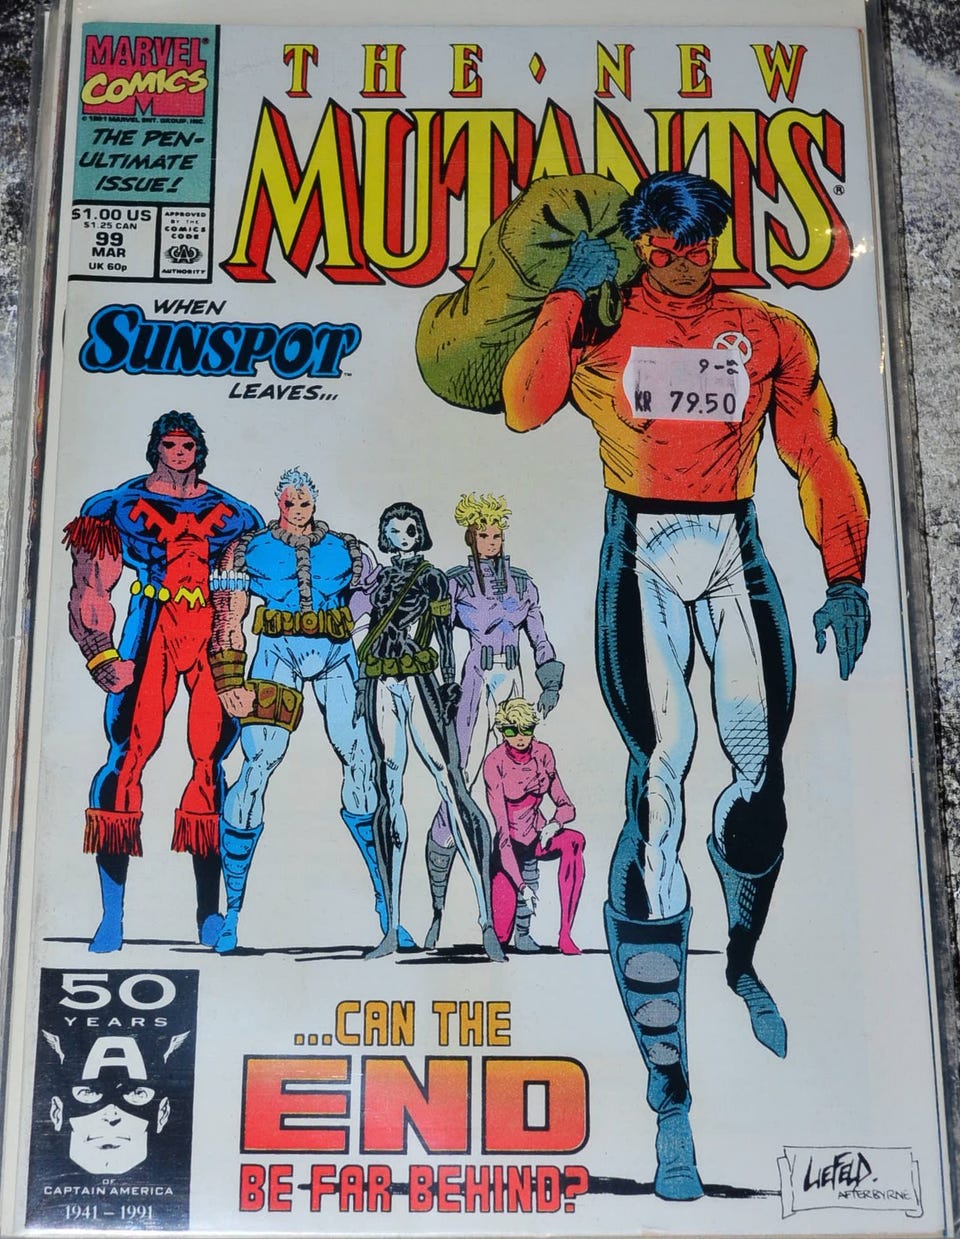 MARVEL®
COMICS
M
© 1991 MARVEL ENT. GROUP, INC.
THE PEN-
ULTIMATE
ISSUE!
$1.00 US
$1.25 CAN
99
MAR
UK 60p
APPROVED
BY THE
COMICS
CODE
AUTHORITY
THE • NEW
MUTANTS®
WHEN
SUNSPOT™
LEAVES...
KR 79.50
50
YEARS
A
OF
CAPTAIN AMERICA
1941 – 1991
...CAN THE
END
BE FAR BEHIND?
LIEFELD.
AFTER BYRNE